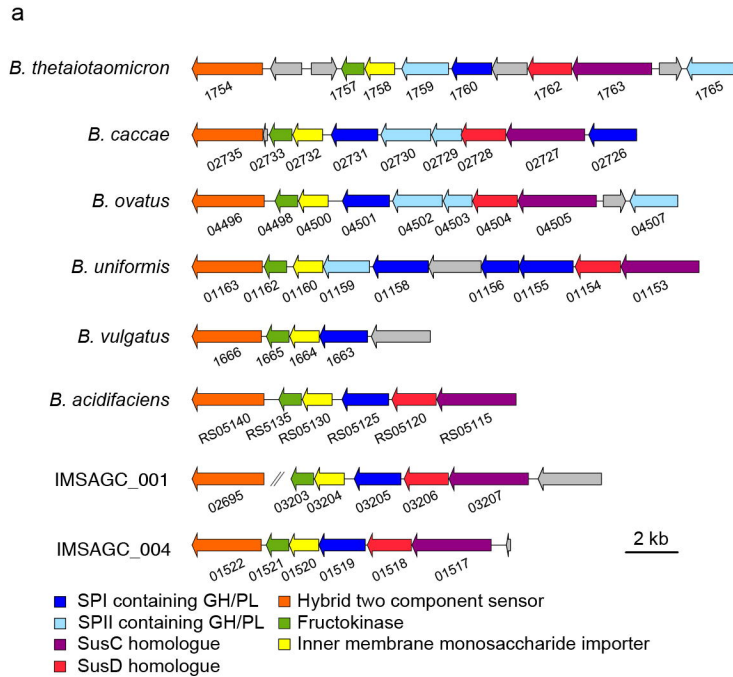 a
B. thetaiotaomicron
1754 1757 1758 1759 1760 1762 1763 1765
B. caccae
02735 02733 02732 02731 02730 02729 02728 02727 02726
B. ovatus
04496 04498 04500 04501 04502 04503 04504 04505 04507
B. uniformis
01163 01162 01160 01159 01158 01156 01155 01154 01153
B. vulgatus
1666 1665 1664 1663
B. acidifaciens
RS05140 RS5135 RS05130 RS05125 RS05120 RS05115
IMSAGC_001
02695 // 03203 03204 03205 03206 03207
IMSAGC_004
01522 01521 01520 01519 01518 01517
2 kb
SPI containing GH/PL
SPII containing GH/PL
SusC homologue
SusD homologue
Hybrid two component sensor
Fructokinase
Inner membrane monosaccharide importer